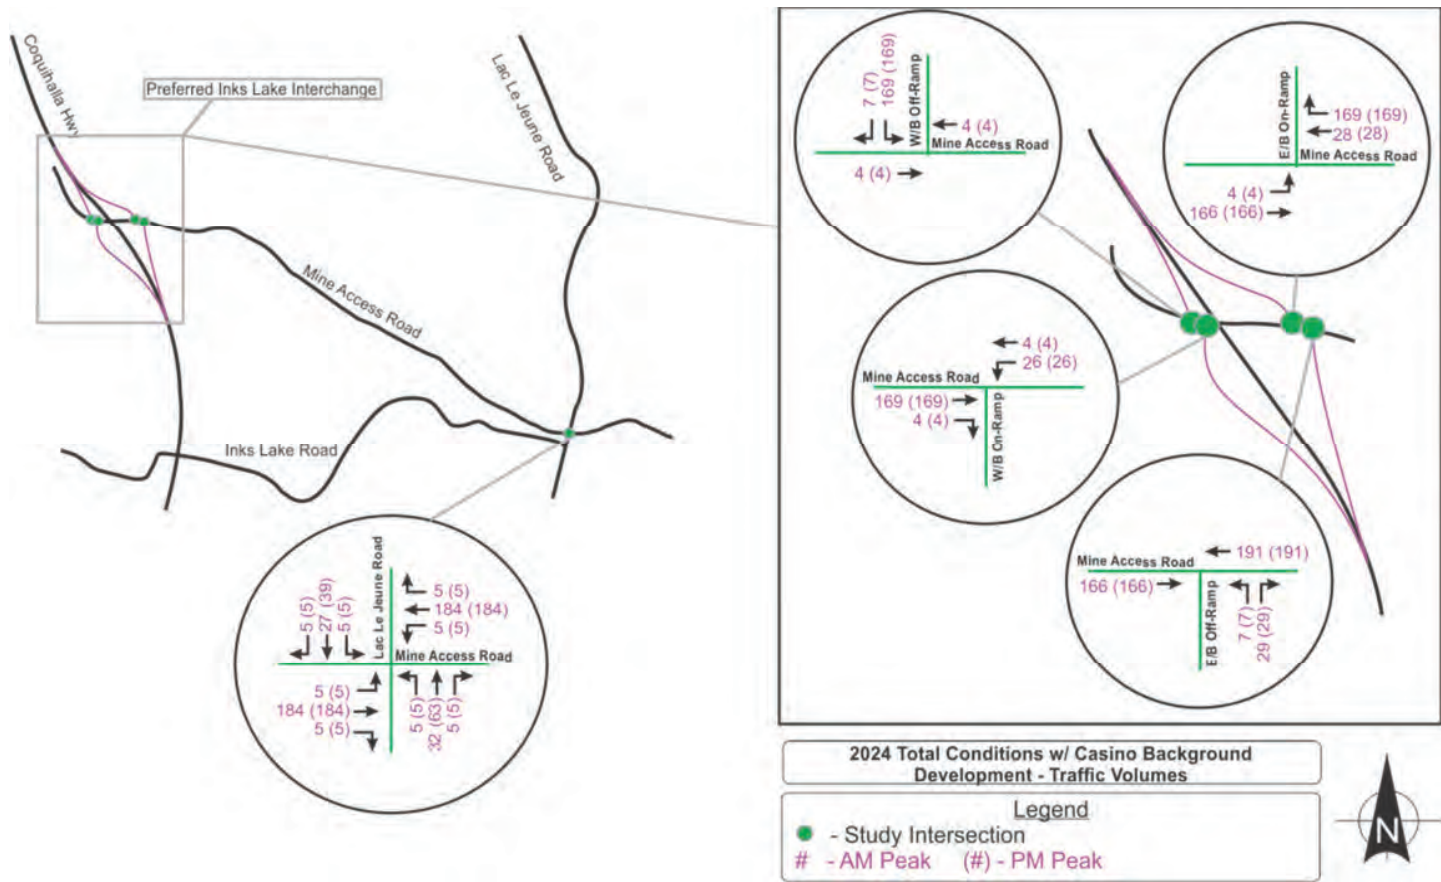 Coquihalla Hwy
Preferred Inks Lake Interchange
Lac Le Jeune Road
Mine Access Road
Inks Lake Road
Lac Le Jeune Road
5 (5)
27 (39)
5 (5)
5 (5)
184 (184)
5 (5)
Mine Access Road
5 (5)
184 (184)
5 (5)
5 (5)
32 (63)
5 (5)
7 (7)
169 (169)
W/B Off-Ramp
4 (4)
Mine Access Road
4 (4)
E/B On-Ramp
169 (169)
28 (28)
Mine Access Road
4 (4)
166 (166)
4 (4)
26 (26)
Mine Access Road
169 (169)
4 (4)
W/B On-Ramp
191 (191)
Mine Access Road
166 (166)
E/B Off-Ramp
7 (7)
29 (29)
2024 Total Conditions w/ Casino Background
Development - Traffic Volumes
Legend
- Study Intersection
# - AM Peak (#) - PM Peak
N